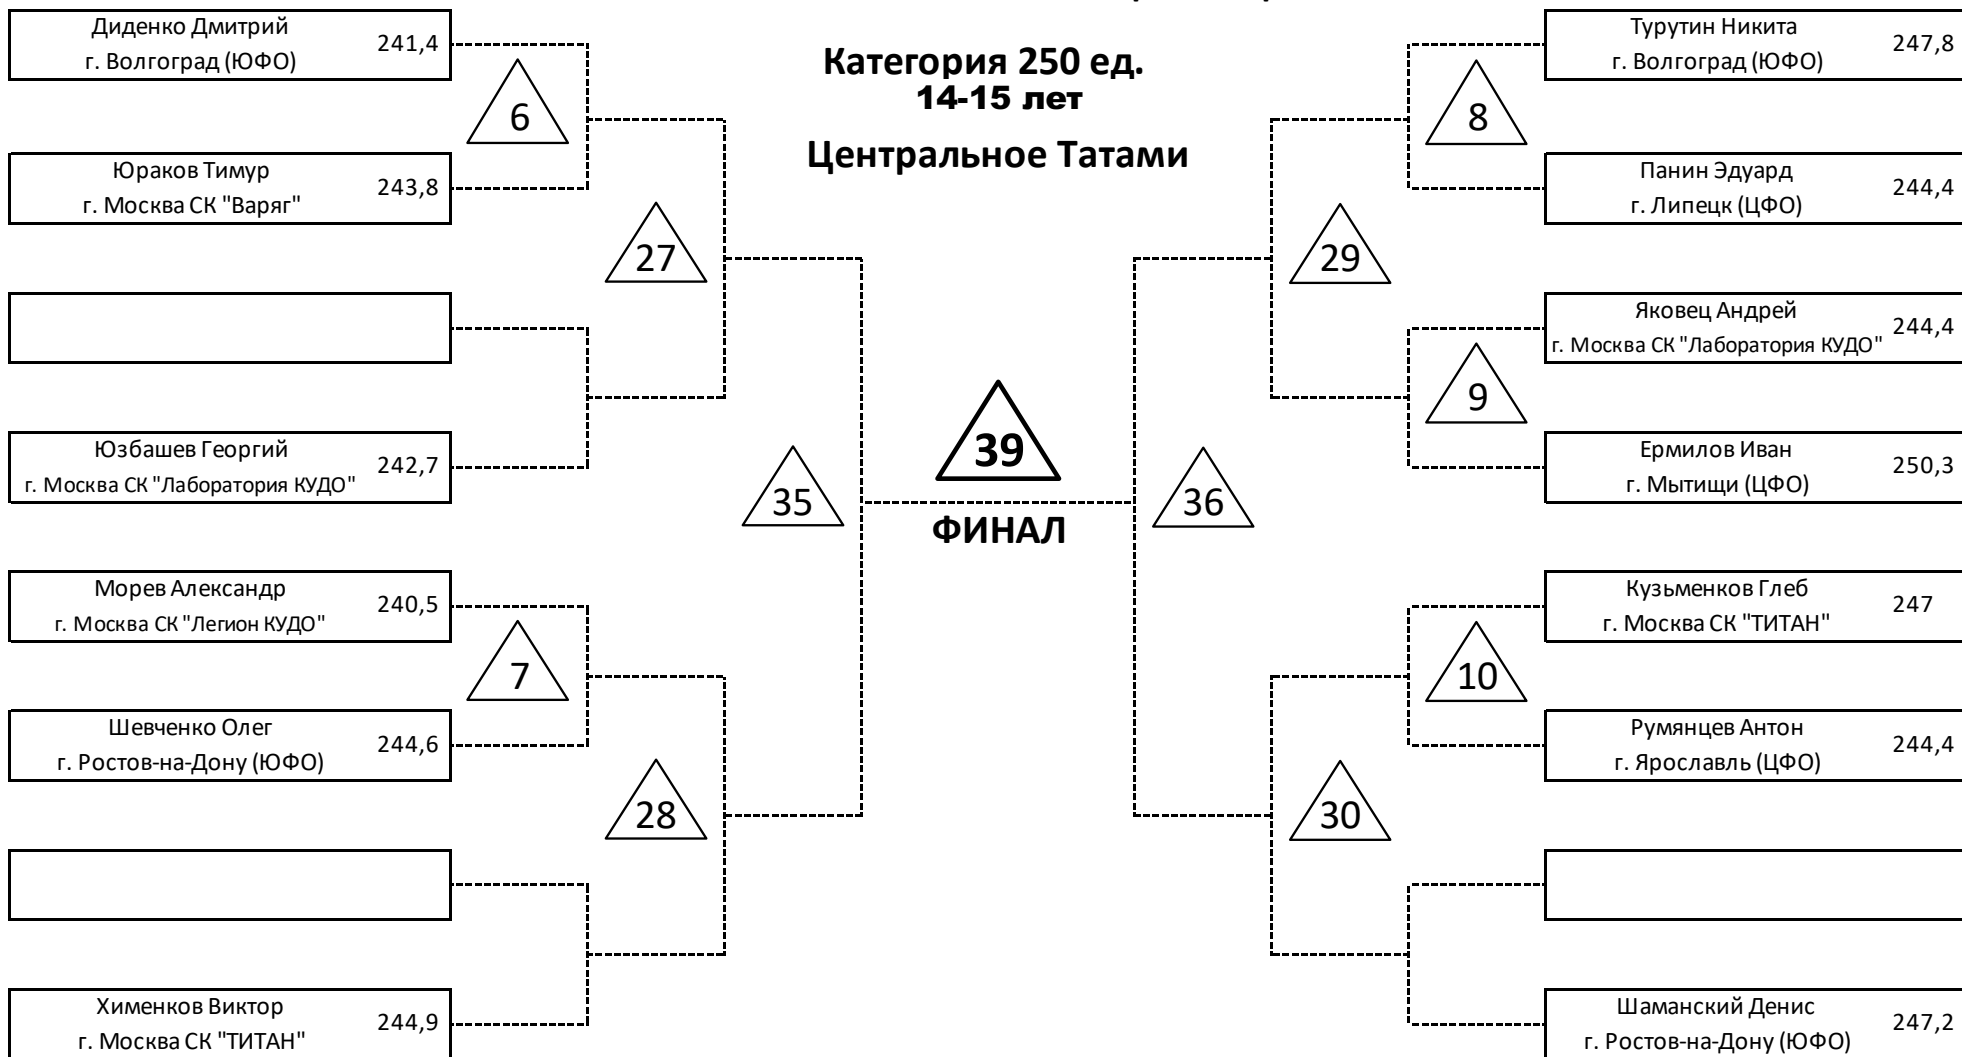 Категория 250 ед.
14-15 лет
Центральное Татами
Диденко Дмитрий
г. Волгоград (ЮФО)
241,4
6
Юраков Тимур
г. Москва СК "Варяг"
243,8
27
Юзбашев Георгий
г. Москва СК "Лаборатория КУДО"
242,7
35
Морев Александр
г. Москва СК "Легион КУДО"
240,5
7
Шевченко Олег
г. Ростов-на-Дону (ЮФО)
244,6
28
Хименков Виктор
г. Москва СК "ТИТАН"
244,9
39
ФИНАЛ
Турутин Никита
г. Волгоград (ЮФО)
247,8
8
Панин Эдуард
г. Липецк (ЦФО)
244,4
29
Яковец Андрей
г. Москва СК "Лаборатория КУДО"
244,4
9
Ермилов Иван
г. Мытищи (ЦФО)
250,3
36
Кузьменков Глеб
г. Москва СК "ТИТАН"
247
10
Румянцев Антон
г. Ярославль (ЦФО)
244,4
30
Шаманский Денис
г. Ростов-на-Дону (ЮФО)
247,2